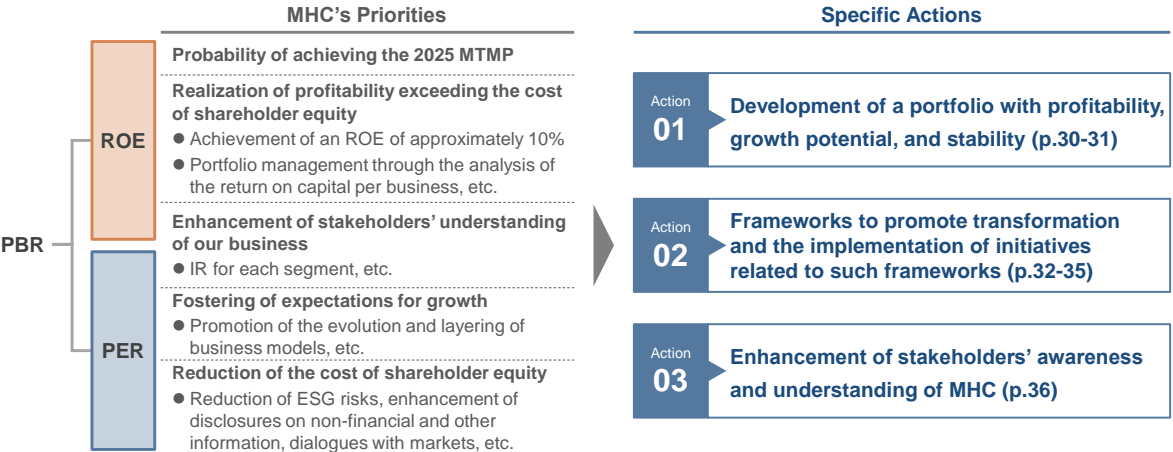 MHC's Priorities
Specific Actions
PBR
ROE
PER
Probability of achieving the 2025 MTMP
Realization of profitability exceeding the cost
of shareholder equity
● Achievement of an ROE of approximately 10%
● Portfolio management through the analysis of
the return on capital per business, etc.
Enhancement of stakeholders' understanding
of our business
● IR for each segment, etc.
Fostering of expectations for growth
● Promotion of the evolution and layering of
business models, etc.
Reduction of the cost of shareholder equity
● Reduction of ESG risks, enhancement of
disclosures on non-financial and other
information, dialogues with markets, etc.
Action
01
Development of a portfolio with profitability,
growth potential, and stability (p.30-31)
Action
02
Frameworks to promote transformation
and the implementation of initiatives
related to such frameworks (p.32-35)
Action
03
Enhancement of stakeholders' awareness
and understanding of MHC (p.36)